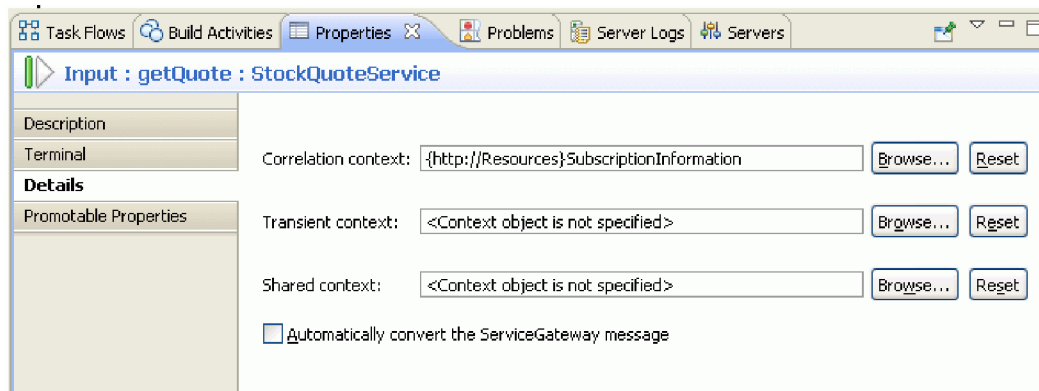 Task Flows Build Activities Properties Problems Server Logs Servers
Input : getQuote : StockQuoteService
Description
Terminal
Details
Promotable Properties
Correlation context: {http://Resources}SubscriptionInformation Browse... Reset
Transient context: <Context object is not specified> Browse... Reset
Shared context: <Context object is not specified> Browse... Reset
Automatically convert the ServiceGateway message